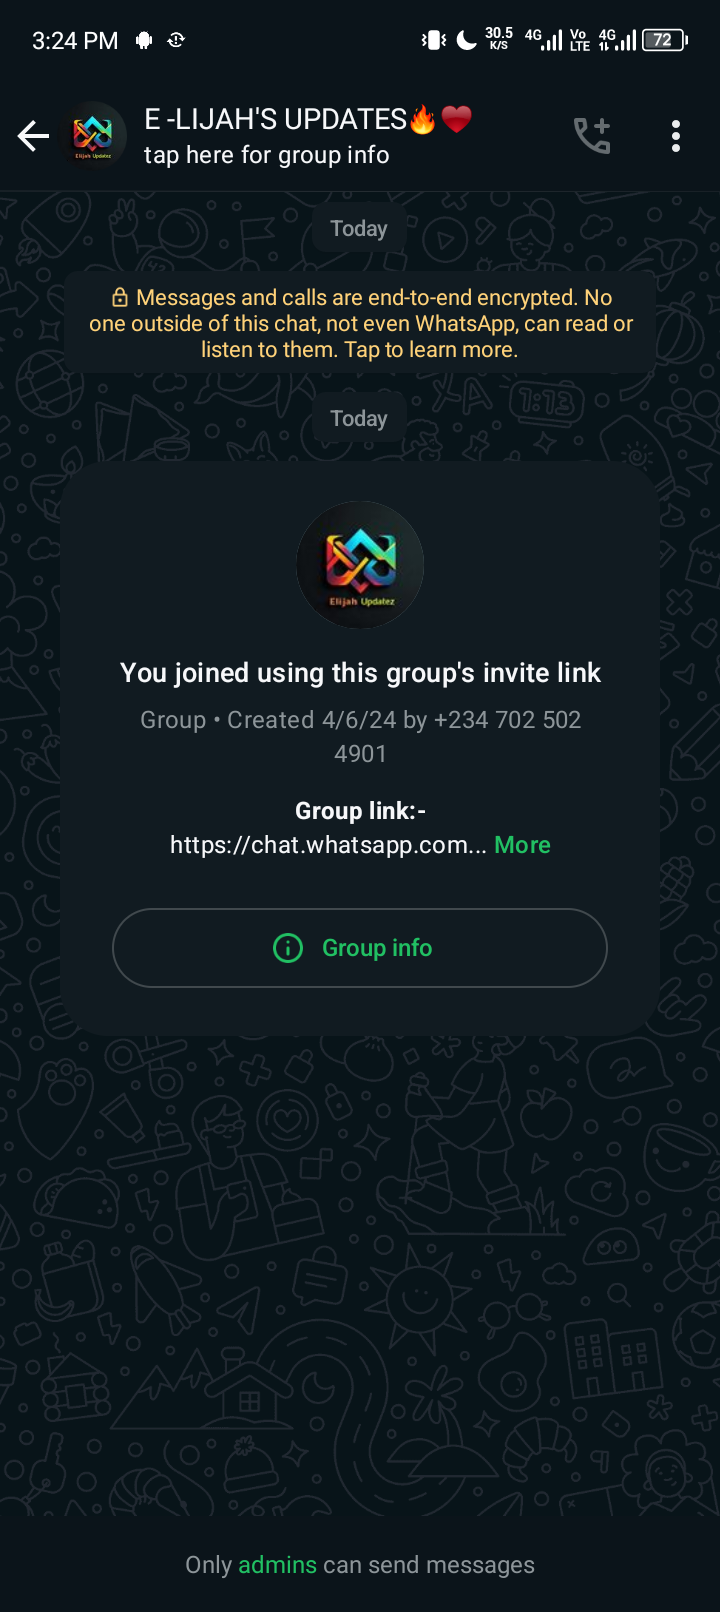 3:24 PM
30.5 K/S 4G Vo LTE 4G 72
E -LIJAH'S UPDATES🔥❤️
tap here for group info
Today
Messages and calls are end-to-end encrypted. No
one outside of this chat, not even WhatsApp, can read or
listen to them. Tap to learn more.
Today
Elijah Updatez
You joined using this group's invite link
Group • Created 4/6/24 by +234 702 502
4901
Group link:-
https://chat.whatsapp.com... More
Group info
Only admins can send messages